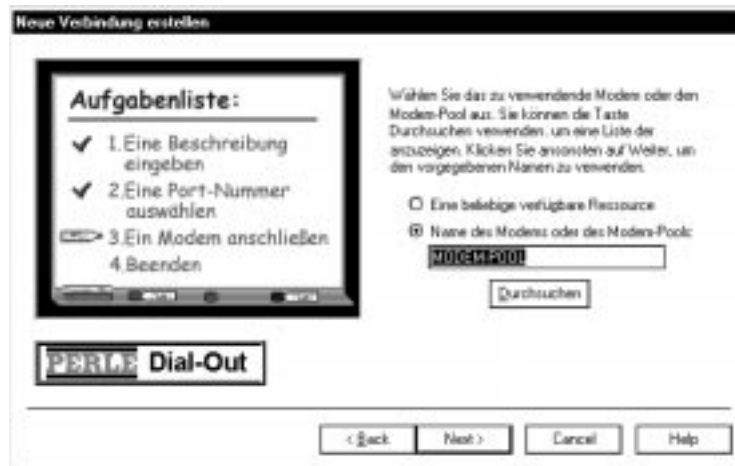 Neue Verbindung erstellen
Aufgabenliste:
1.Eine Beschreibung
eingeben
2.Eine Port-Nummer
auswählen
3.Ein Modem anschließen
4.Beenden
Wählen Sie das zu verwendende Modem oder den
Modem-Pool aus. Sie können die Taste
Durchsuchen verwenden, um eine Liste der
anzuzeigen. Klicken Sie ansonsten auf Weiter, um
den vorgegebenen Namen zu verwenden.
Eine beliebige verfügbare Ressource
Name des Modems oder des Modem-Pools:
MODEM-POOL
Durchsuchen
PERLE Dial-Out
< Back
Next >
Cancel
Help